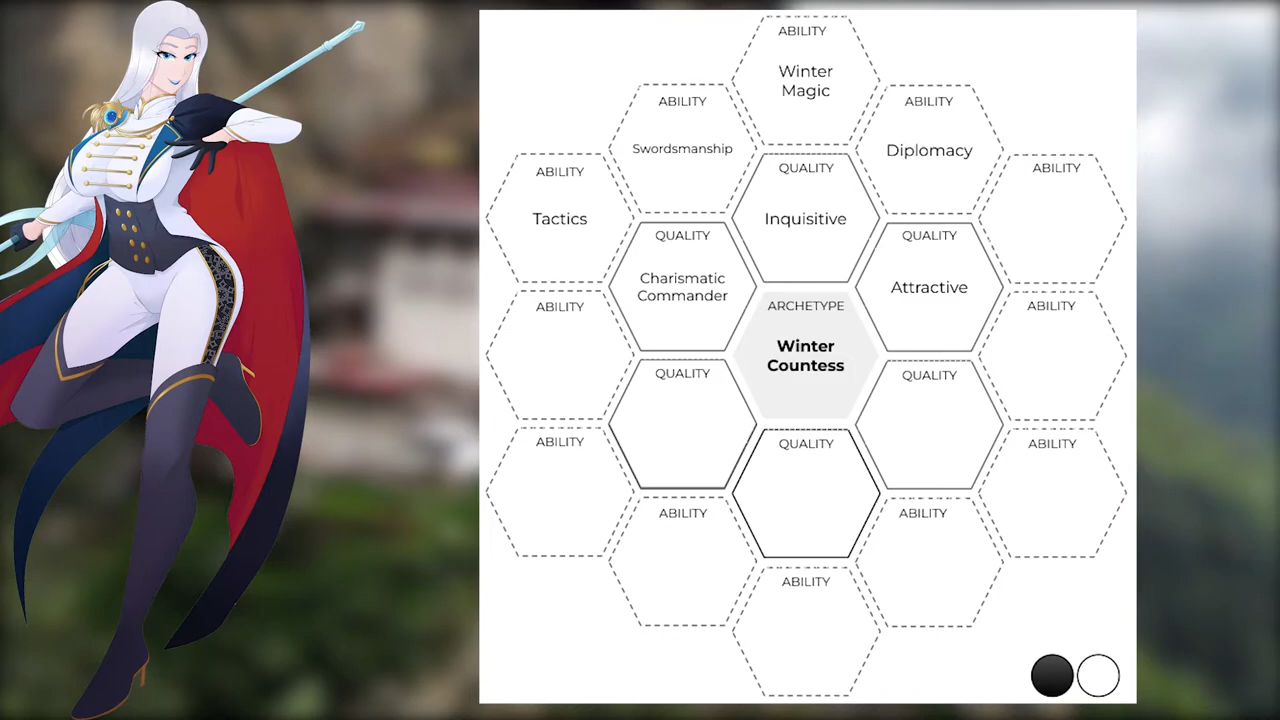 ABILITY
Winter
Magic
ABILITY
Swordsmanship
ABILITY
Diplomacy
ABILITY
Tactics
QUALITY
Inquisitive
ABILITY
QUALITY
Charismatic
Commander
QUALITY
Attractive
ABILITY
ARCHETYPE
Winter
Countess
ABILITY
QUALITY
QUALITY
ABILITY
QUALITY
ABILITY
ABILITY
ABILITY
ABILITY